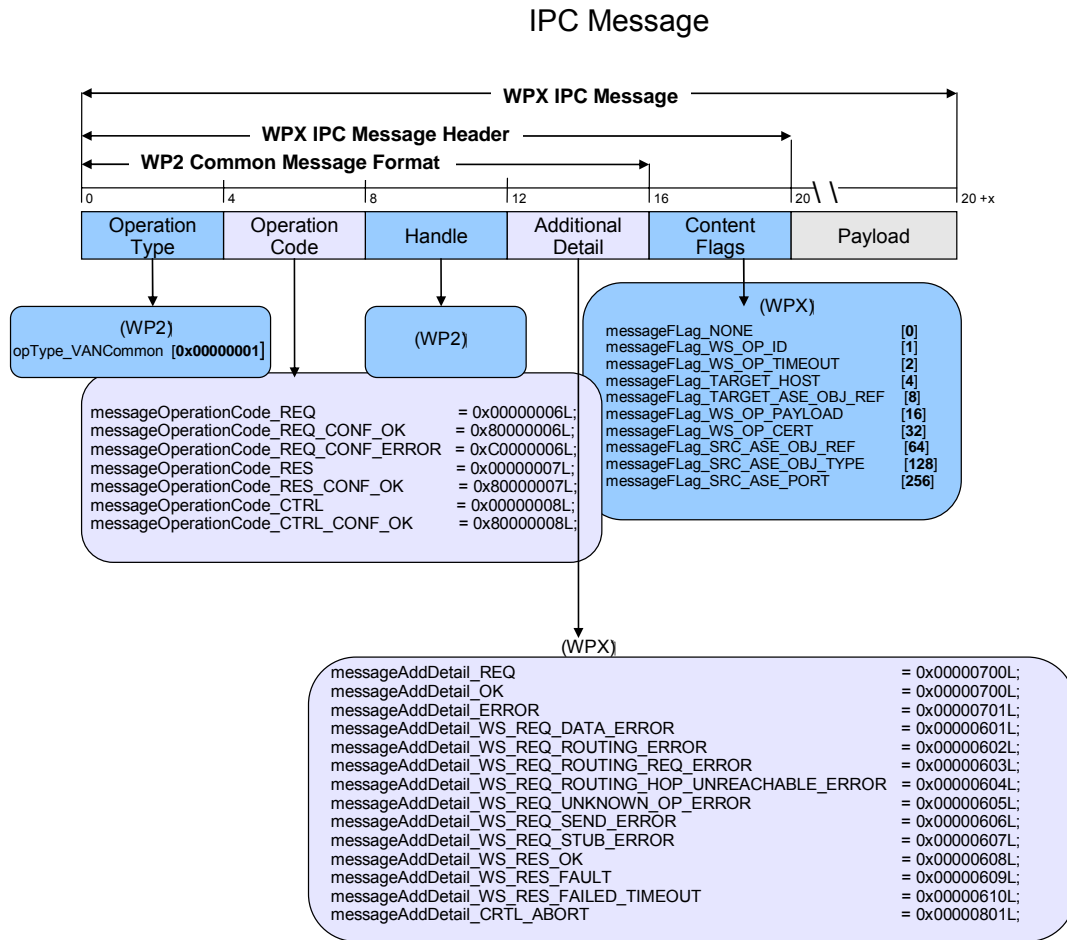 IPC Message
WPX IPC Message
WPX IPC Message Header
WP2 Common Message Format
0 4 8 12 16 20 20 +x
Operation Type
Operation Code
Handle
Additional Detail
Content Flags
Payload
(WP2)
opType_VANCommon [0x00000001]
(WP2)
(WPX)
messageFLag_NONE [0]
messageFlag_WS_OP_ID [1]
messageFlag_WS_OP_TIMEOUT [2]
messageFlag_TARGET_HOST [4]
messageFlag_TARGET_ASE_OBJ_REF [8]
messageFlag_WS_OP_PAYLOAD [16]
messageFlag_WS_OP_CERT [32]
messageFlag_SRC_ASE_OBJ_REF [64]
messageFlag_SRC_ASE_OBJ_TYPE [128]
messageFlag_SRC_ASE_PORT [256]
messageOperationCode_REQ = 0x00000006L;
messageOperationCode_REQ_CONF_OK = 0x80000006L;
messageOperationCode_REQ_CONF_ERROR = 0xC0000006L;
messageOperationCode_RES = 0x00000007L;
messageOperationCode_RES_CONF_OK = 0x80000007L;
messageOperationCode_CTRL = 0x00000008L;
messageOperationCode_CTRL_CONF_OK = 0x80000008L;
(WPX)
messageAddDetail_REQ = 0x00000700L;
messageAddDetail_OK = 0x00000700L;
messageAddDetail_ERROR = 0x00000701L;
messageAddDetail_WS_REQ_DATA_ERROR = 0x00000601L;
messageAddDetail_WS_REQ_ROUTING_ERROR = 0x00000602L;
messageAddDetail_WS_REQ_ROUTING_REQ_ERROR = 0x00000603L;
messageAddDetail_WS_REQ_ROUTING_HOP_UNREACHABLE_ERROR = 0x00000604L;
messageAddDetail_WS_REQ_UNKNOWN_OP_ERROR = 0x00000605L;
messageAddDetail_WS_REQ_SEND_ERROR = 0x00000606L;
messageAddDetail_WS_REQ_STUB_ERROR = 0x00000607L;
messageAddDetail_WS_RES_OK = 0x00000608L;
messageAddDetail_WS_RES_FAULT = 0x00000609L;
messageAddDetail_WS_RES_FAILED_TIMEOUT = 0x00000610L;
messageAddDetail_CRTL_ABORT = 0x00000801L;